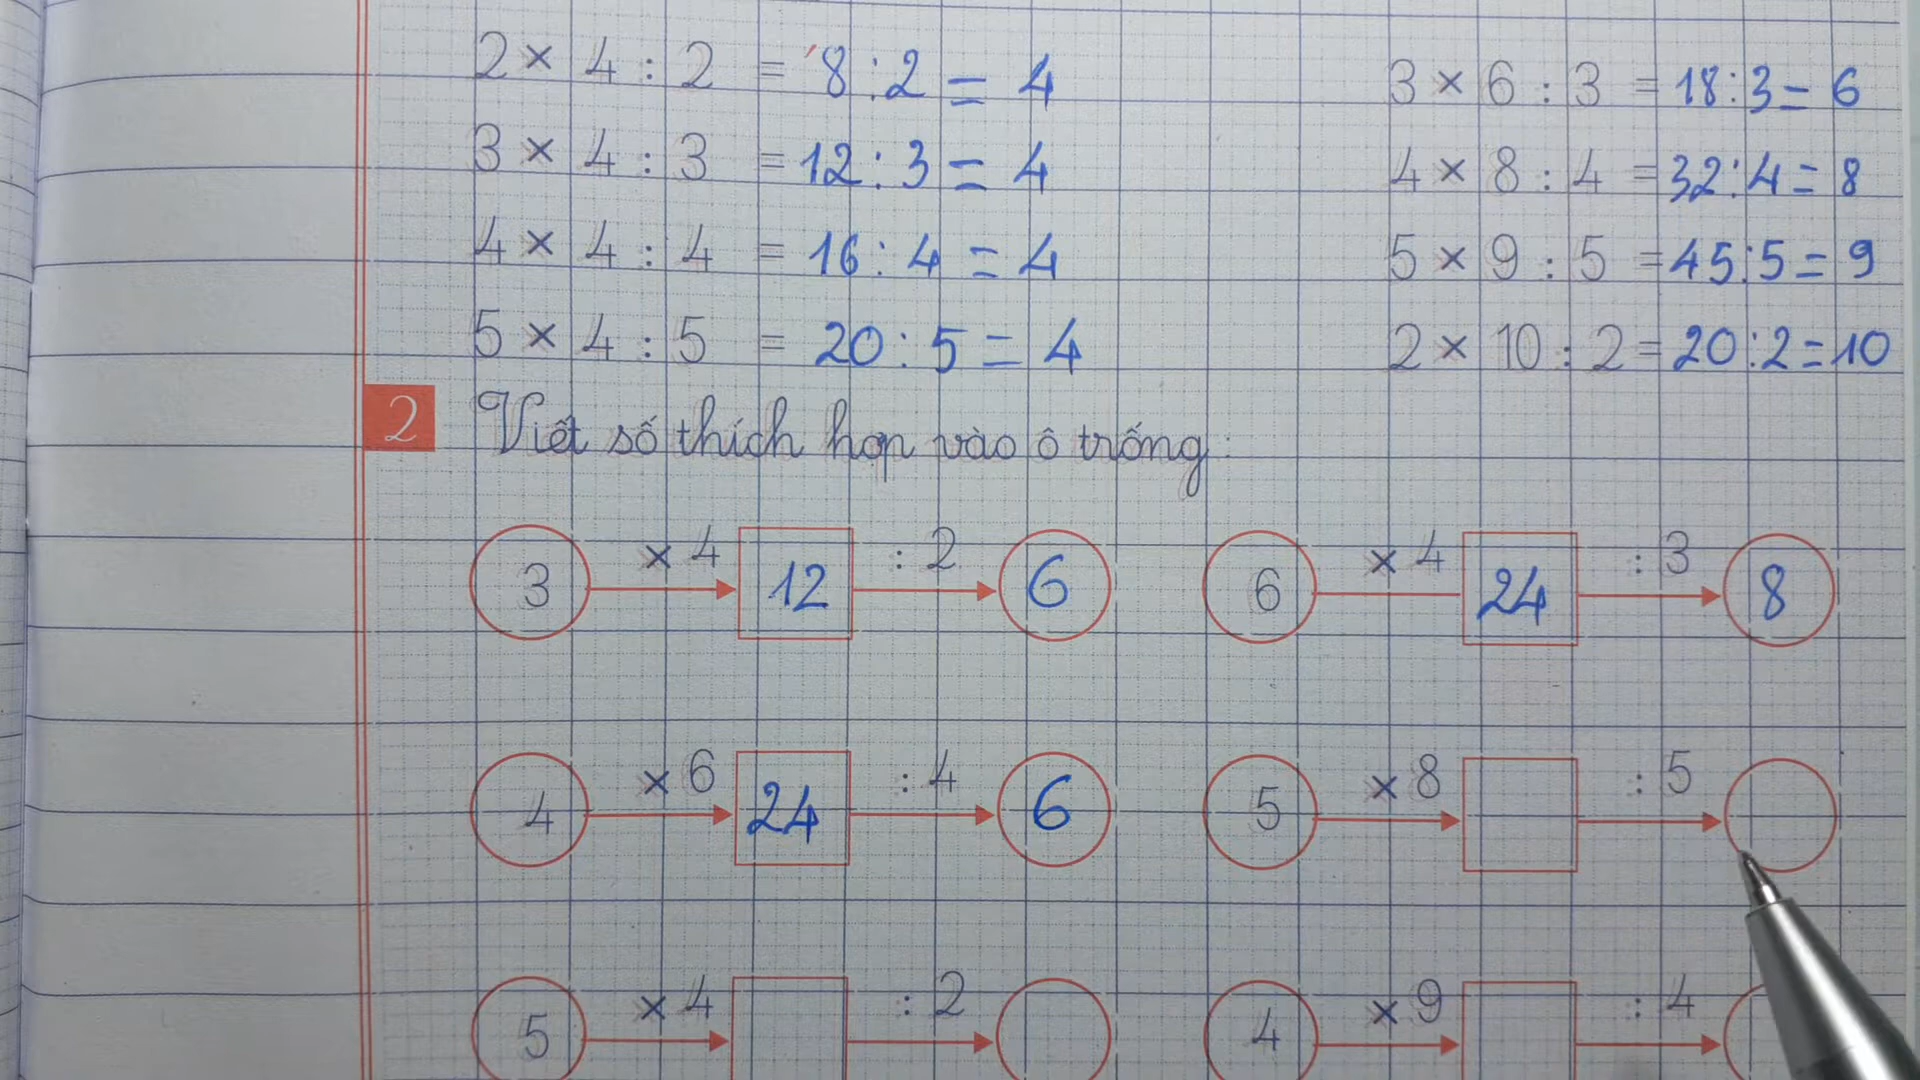 2 × 4 : 2 = 8 : 2 = 4
3 × 6 : 3 = 18 : 3 = 6
3 × 4 : 3 = 12 : 3 = 4
4 × 8 : 4 = 32 : 4 = 8
4 × 4 : 4 = 16 : 4 = 4
5 × 9 : 5 = 45 : 5 = 9
5 × 4 : 5 = 20 : 5 = 4
2 × 10 : 2 = 20 : 2 = 10
2 Viết số thích hợp vào ô trống:
3 × 4 12 : 2 6
6 × 4 24 : 3 8
4 × 6 24 : 4 6
5 × 8 : 5
5 × 4 : 2
4 × 9 : 4